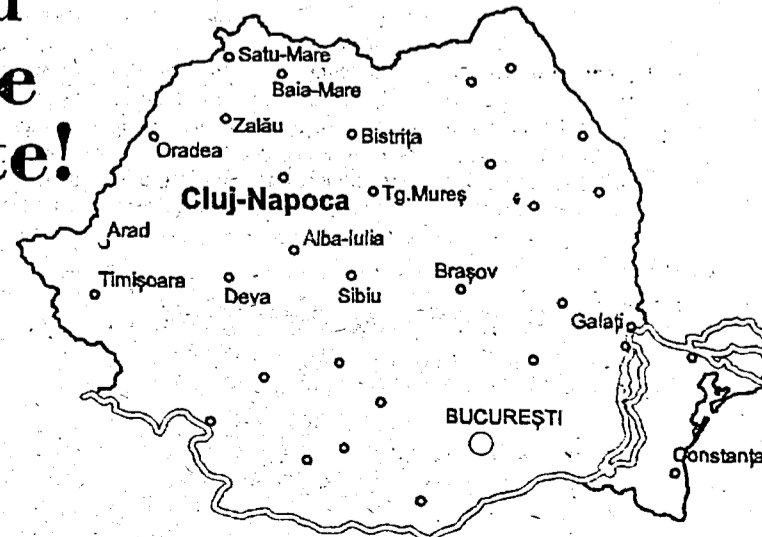 e
te!
Satu-Mare
Baia-Mare
Zalău
Oradea
Bistrița
Cluj-Napoca
Tg.Mureș
Arad
Alba-Iulia
Timișoara
Deva
Sibiu
Brașov
Galați
BUCUREȘTI
Constanța